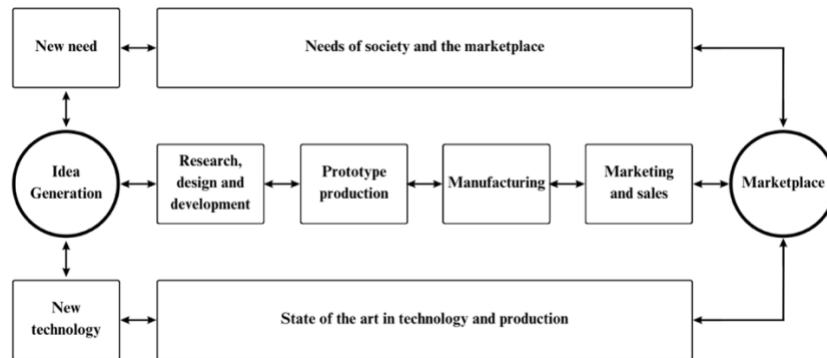 New need
Needs of society and the marketplace
Idea
Generation
Research,
design and
development
Prototype
production
Manufacturing
Marketing
and sales
Marketplace
New
technology
State of the art in technology and production